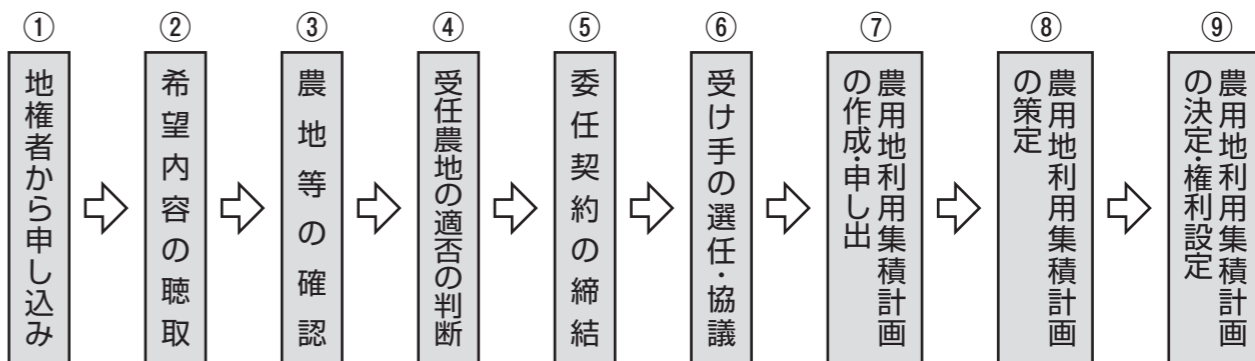 ①
地権者から申し込み
②
希望内容の聴取
③
農地等の確認
④
受任農地の適否の判断
⑤
委任契約の締結
⑥
受け手の選任・協議
⑦
農用地利用集積計画
の作成・申し出
⑧
農用地利用集積計画
の策定
⑨
農用地利用集積計画
の決定・権利設定